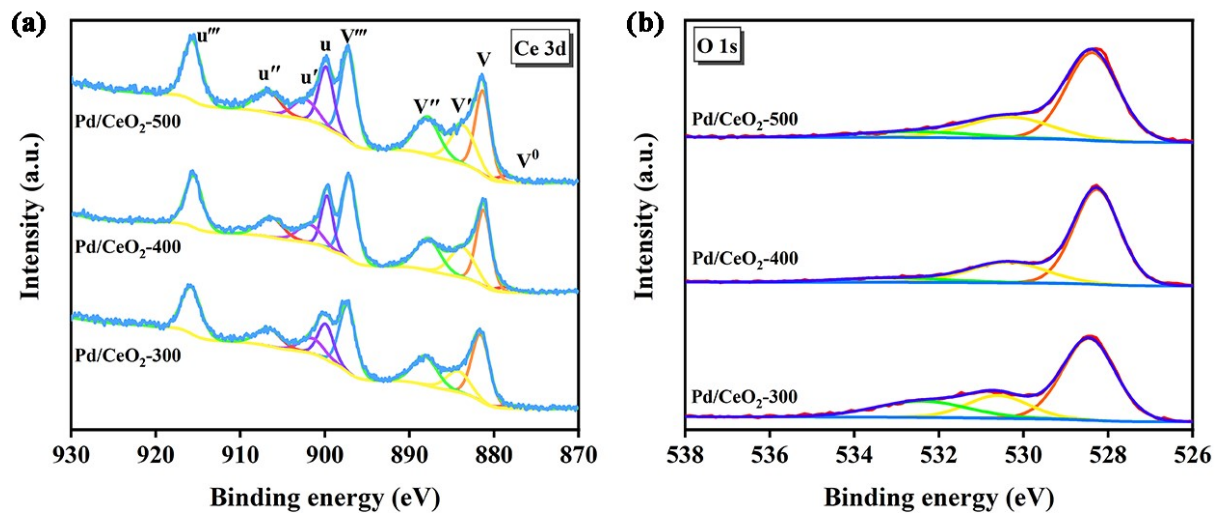 (a)
Ce 3d
u‴
u″
u′
u
V‴
V″
V′
V
V⁰
Pd/CeO₂-500
Pd/CeO₂-400
Pd/CeO₂-300
Intensity (a.u.)
930 920 910 900 890 880 870
Binding energy (eV)
(b)
O 1s
Pd/CeO₂-500
Pd/CeO₂-400
Pd/CeO₂-300
Intensity (a.u.)
538 536 534 532 530 528 526
Binding energy (eV)